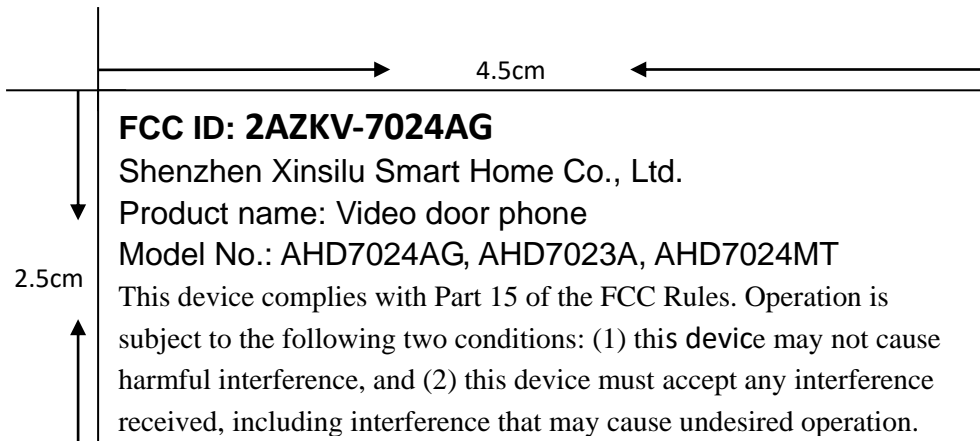 4.5cm
FCC ID: 2AZKV-7024AG
Shenzhen Xinsilu Smart Home Co., Ltd.
Product name: Video door phone
Model No.: AHD7024AG, AHD7023A, AHD7024MT
2.5cm
This device complies with Part 15 of the FCC Rules. Operation is
subject to the following two conditions: (1) this device may not cause
harmful interference, and (2) this device must accept any interference
received, including interference that may cause undesired operation.